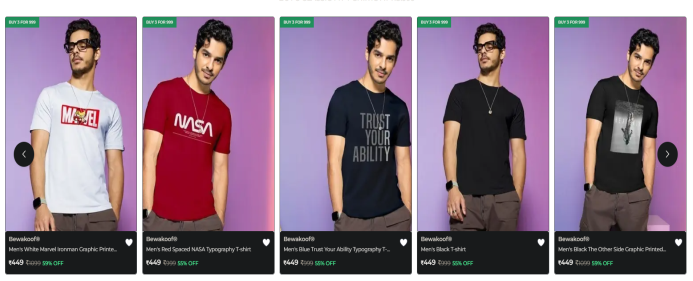 BUY 3 FOR 999
MARVEL
Bewakoof®
Men's White Marvel Ironman Graphic Printe...
₹449 ₹1099 59% OFF
BUY 3 FOR 999
NASA
Bewakoof®
Men's Red Spaced NASA Typography T-shirt
₹449 ₹999 55% OFF
BUY 3 FOR 999
TRUST
YOUR
ABILITY
Bewakoof®
Men's Blue Trust Your Ability Typography T-...
₹449 ₹999 55% OFF
BUY 3 FOR 999
Bewakoof®
Men's Black T-shirt
₹449 ₹999 55% OFF
BUY 3 FOR 999
Bewakoof®
Men's Black The Other Side Graphic Printed...
₹449 ₹1099 59% OFF